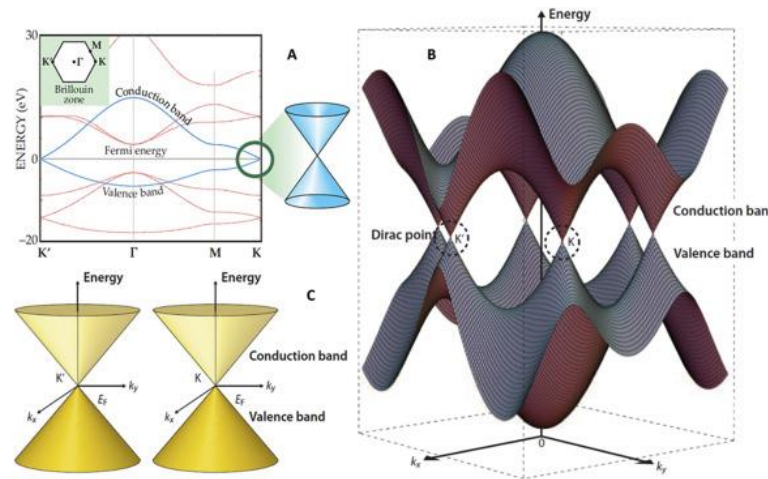 30
M
K'
Γ
K
Brillouin
zone
A
Conduction band
ENERGY (eV)
0
Fermi energy
Valence band
−20
K'
Γ
M
K
Energy
B
Conduction ban
Dirac point
K'
K
Valence band
0
kx
ky
Energy
Energy
C
Conduction band
K'
ky
K
ky
EF
EF
kx
kx
Valence band